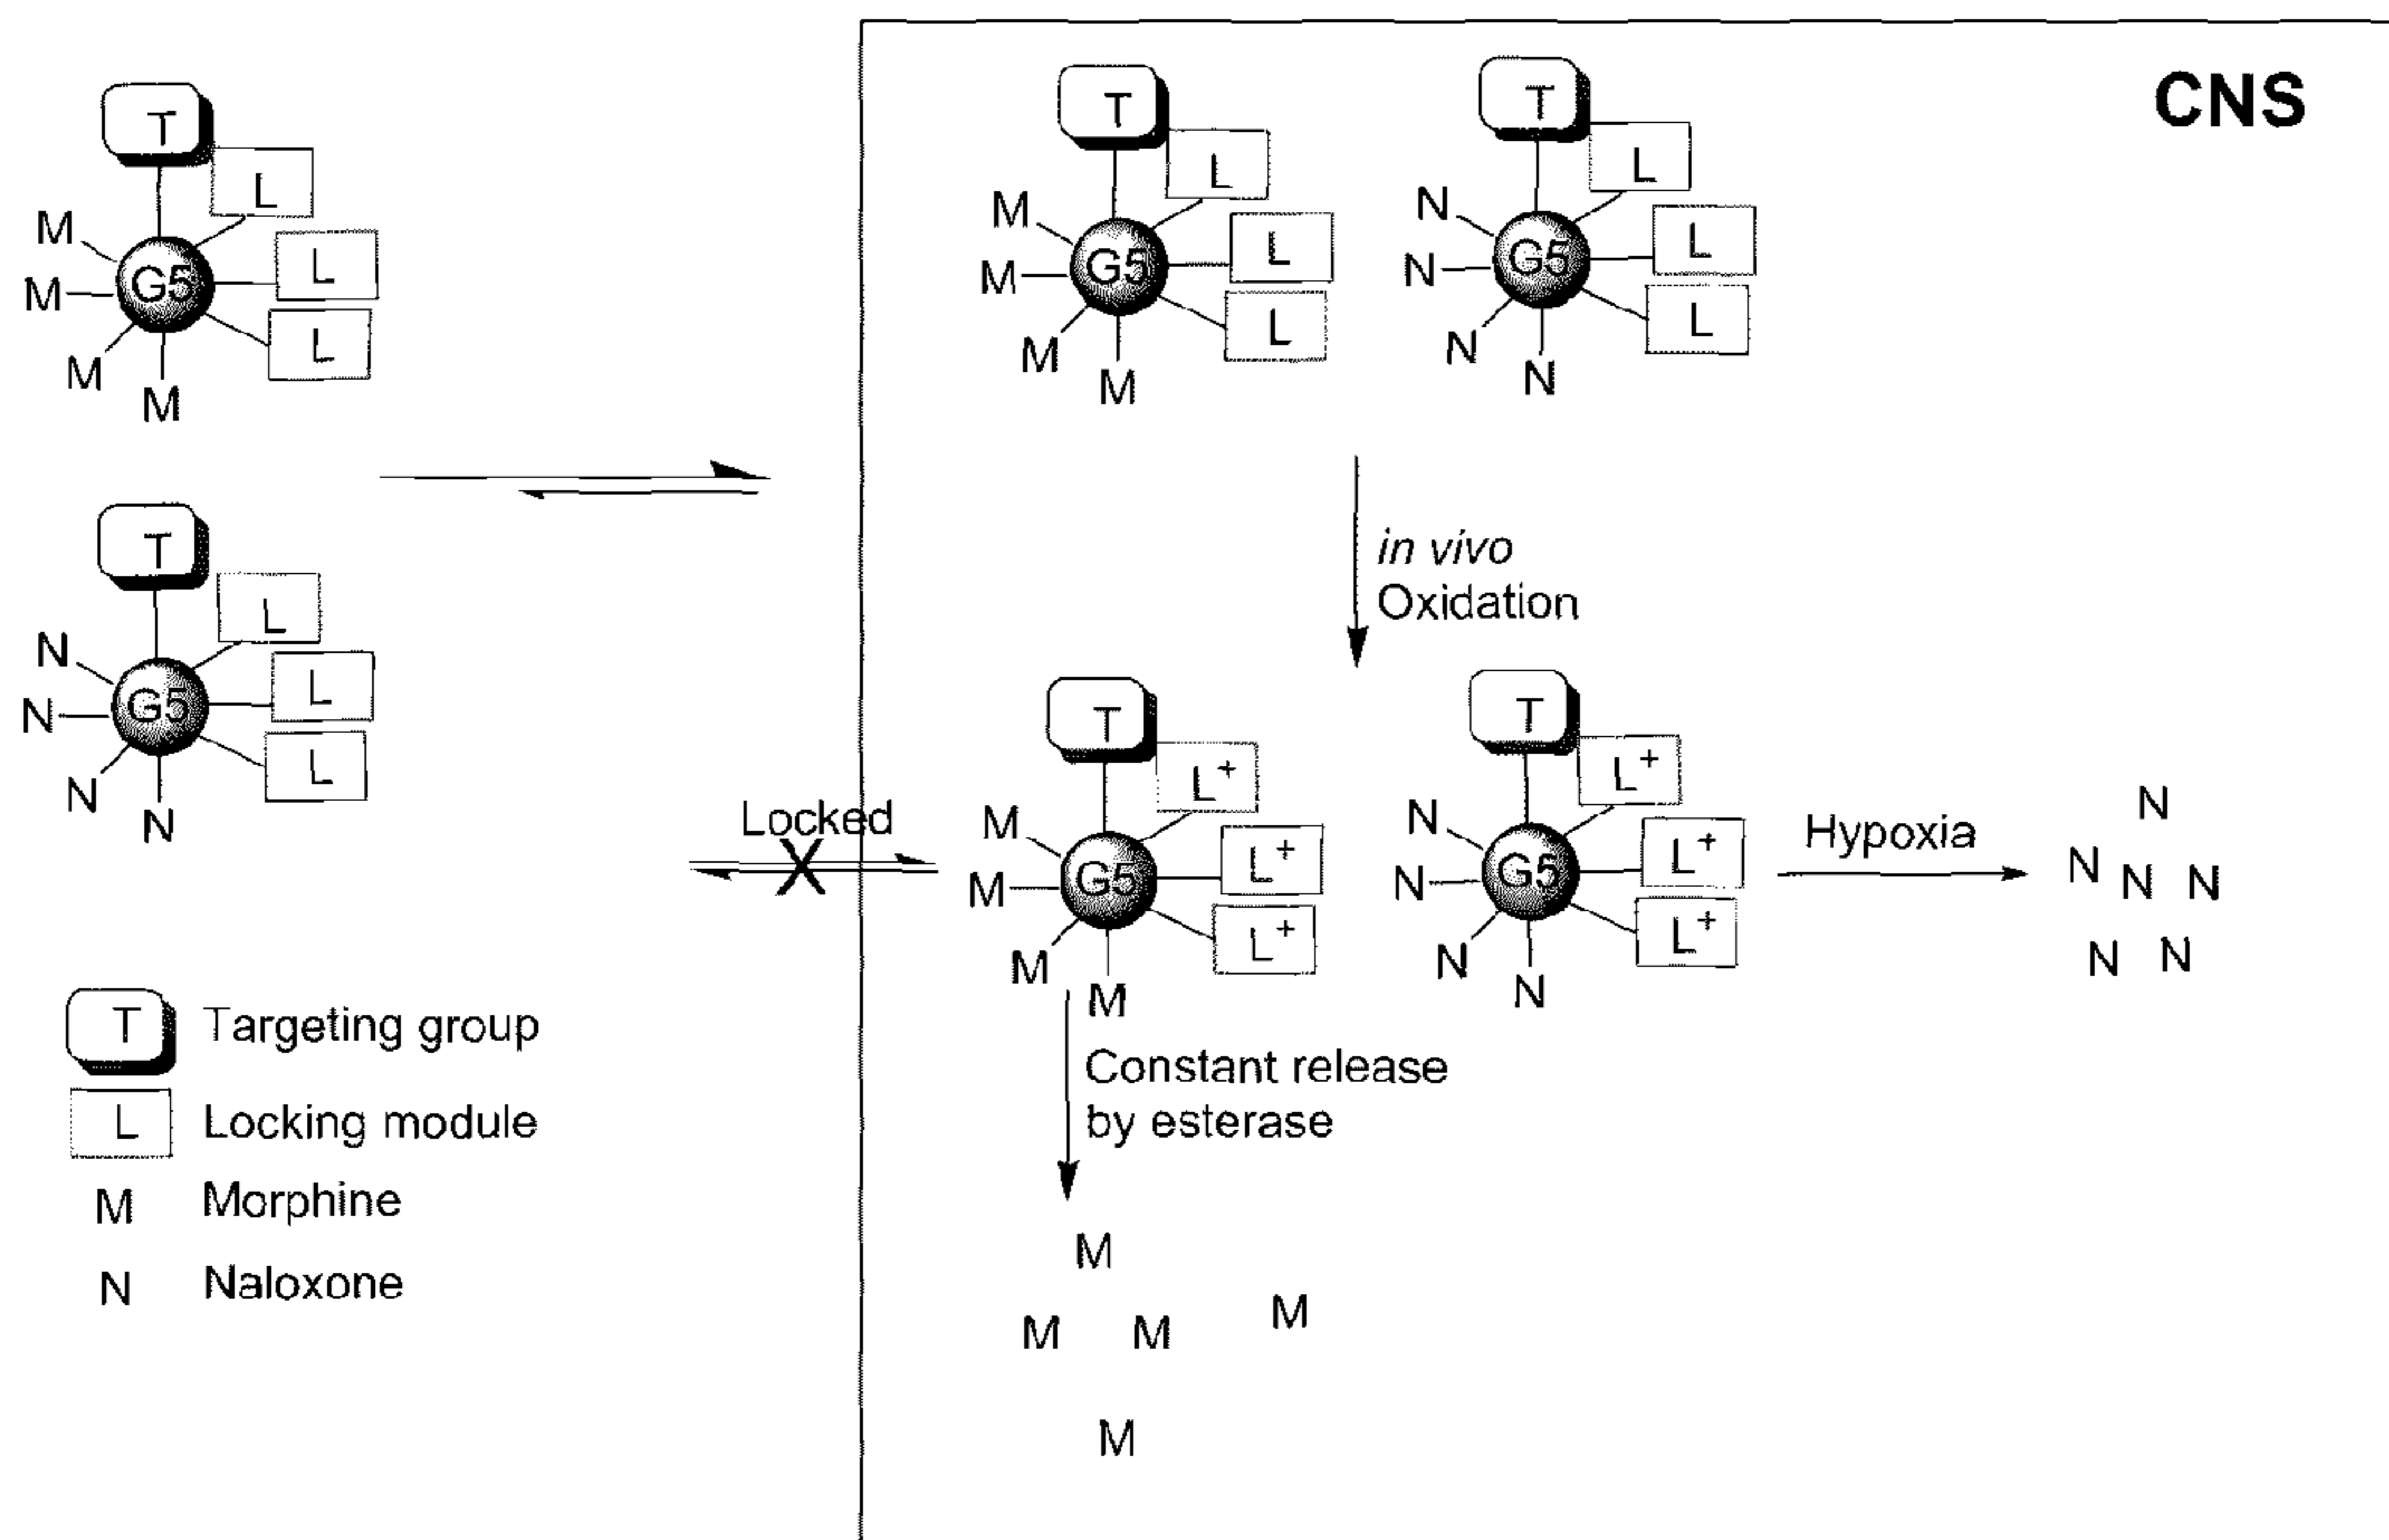 CNS
T
L
M
M
G5
L
M
L
M
T
L
M
M
G5
L
M
L
M
T
L
N
N
G5
L
N
L
N
T
L
N
N
G5
L
N
L
N
in vivo
Oxidation
Locked
T
L+
M
M
G5
L+
M
L+
M
T
L+
N
N
G5
L+
N
L+
N
Hypoxia
N
N
N
N
N
N
Constant release
by esterase
M
M
M
M
M
T Targeting group
L Locking module
M Morphine
N Naloxone